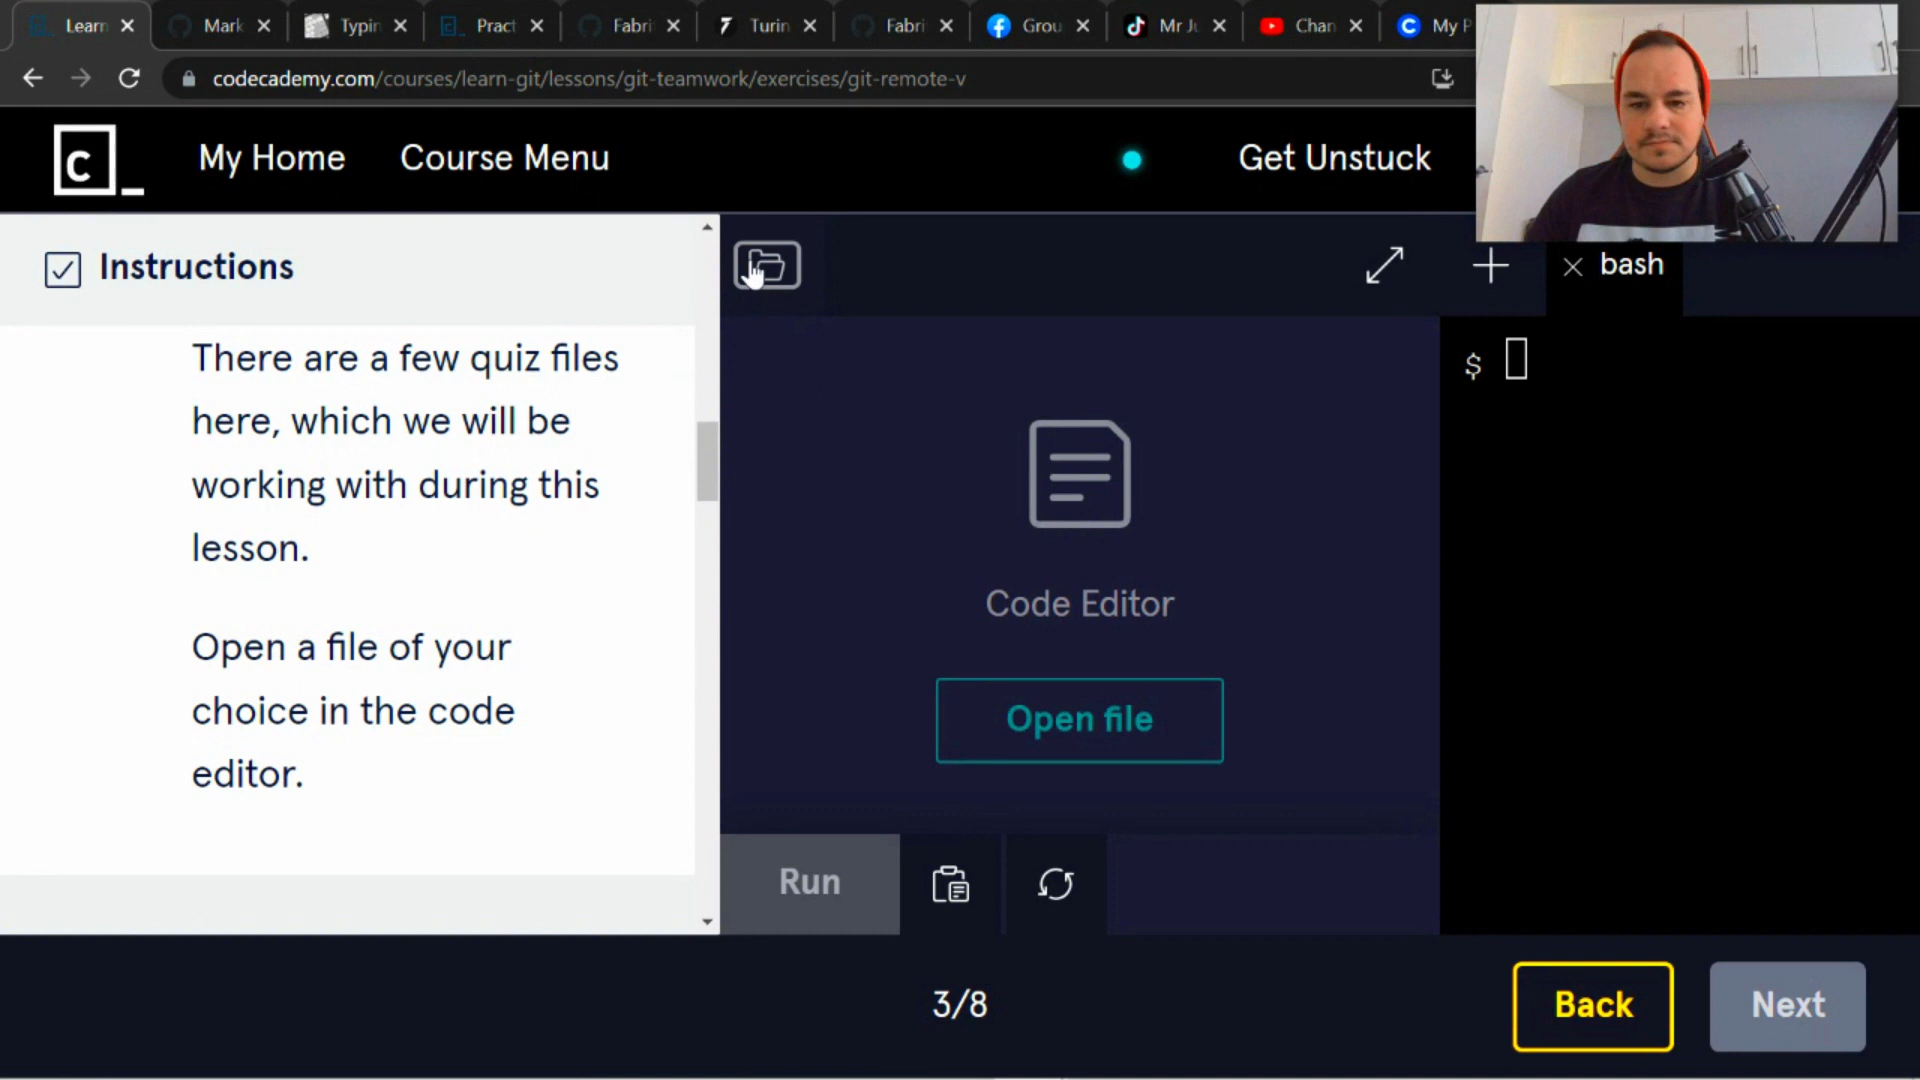 Learn
Mark
Typin
Pract
Fabri
Turin
Fabri
Grou
Mr Ju
Chan
My P
codecademy.com/courses/learn-git/lessons/git-teamwork/exercises/git-remote-v
c_
My Home
Course Menu
Get Unstuck
Instructions
bash
There are a few quiz files
here, which we will be
working with during this
lesson.
Open a file of your
choice in the code
editor.
$
Code Editor
Open file
Run
3/8
Back
Next